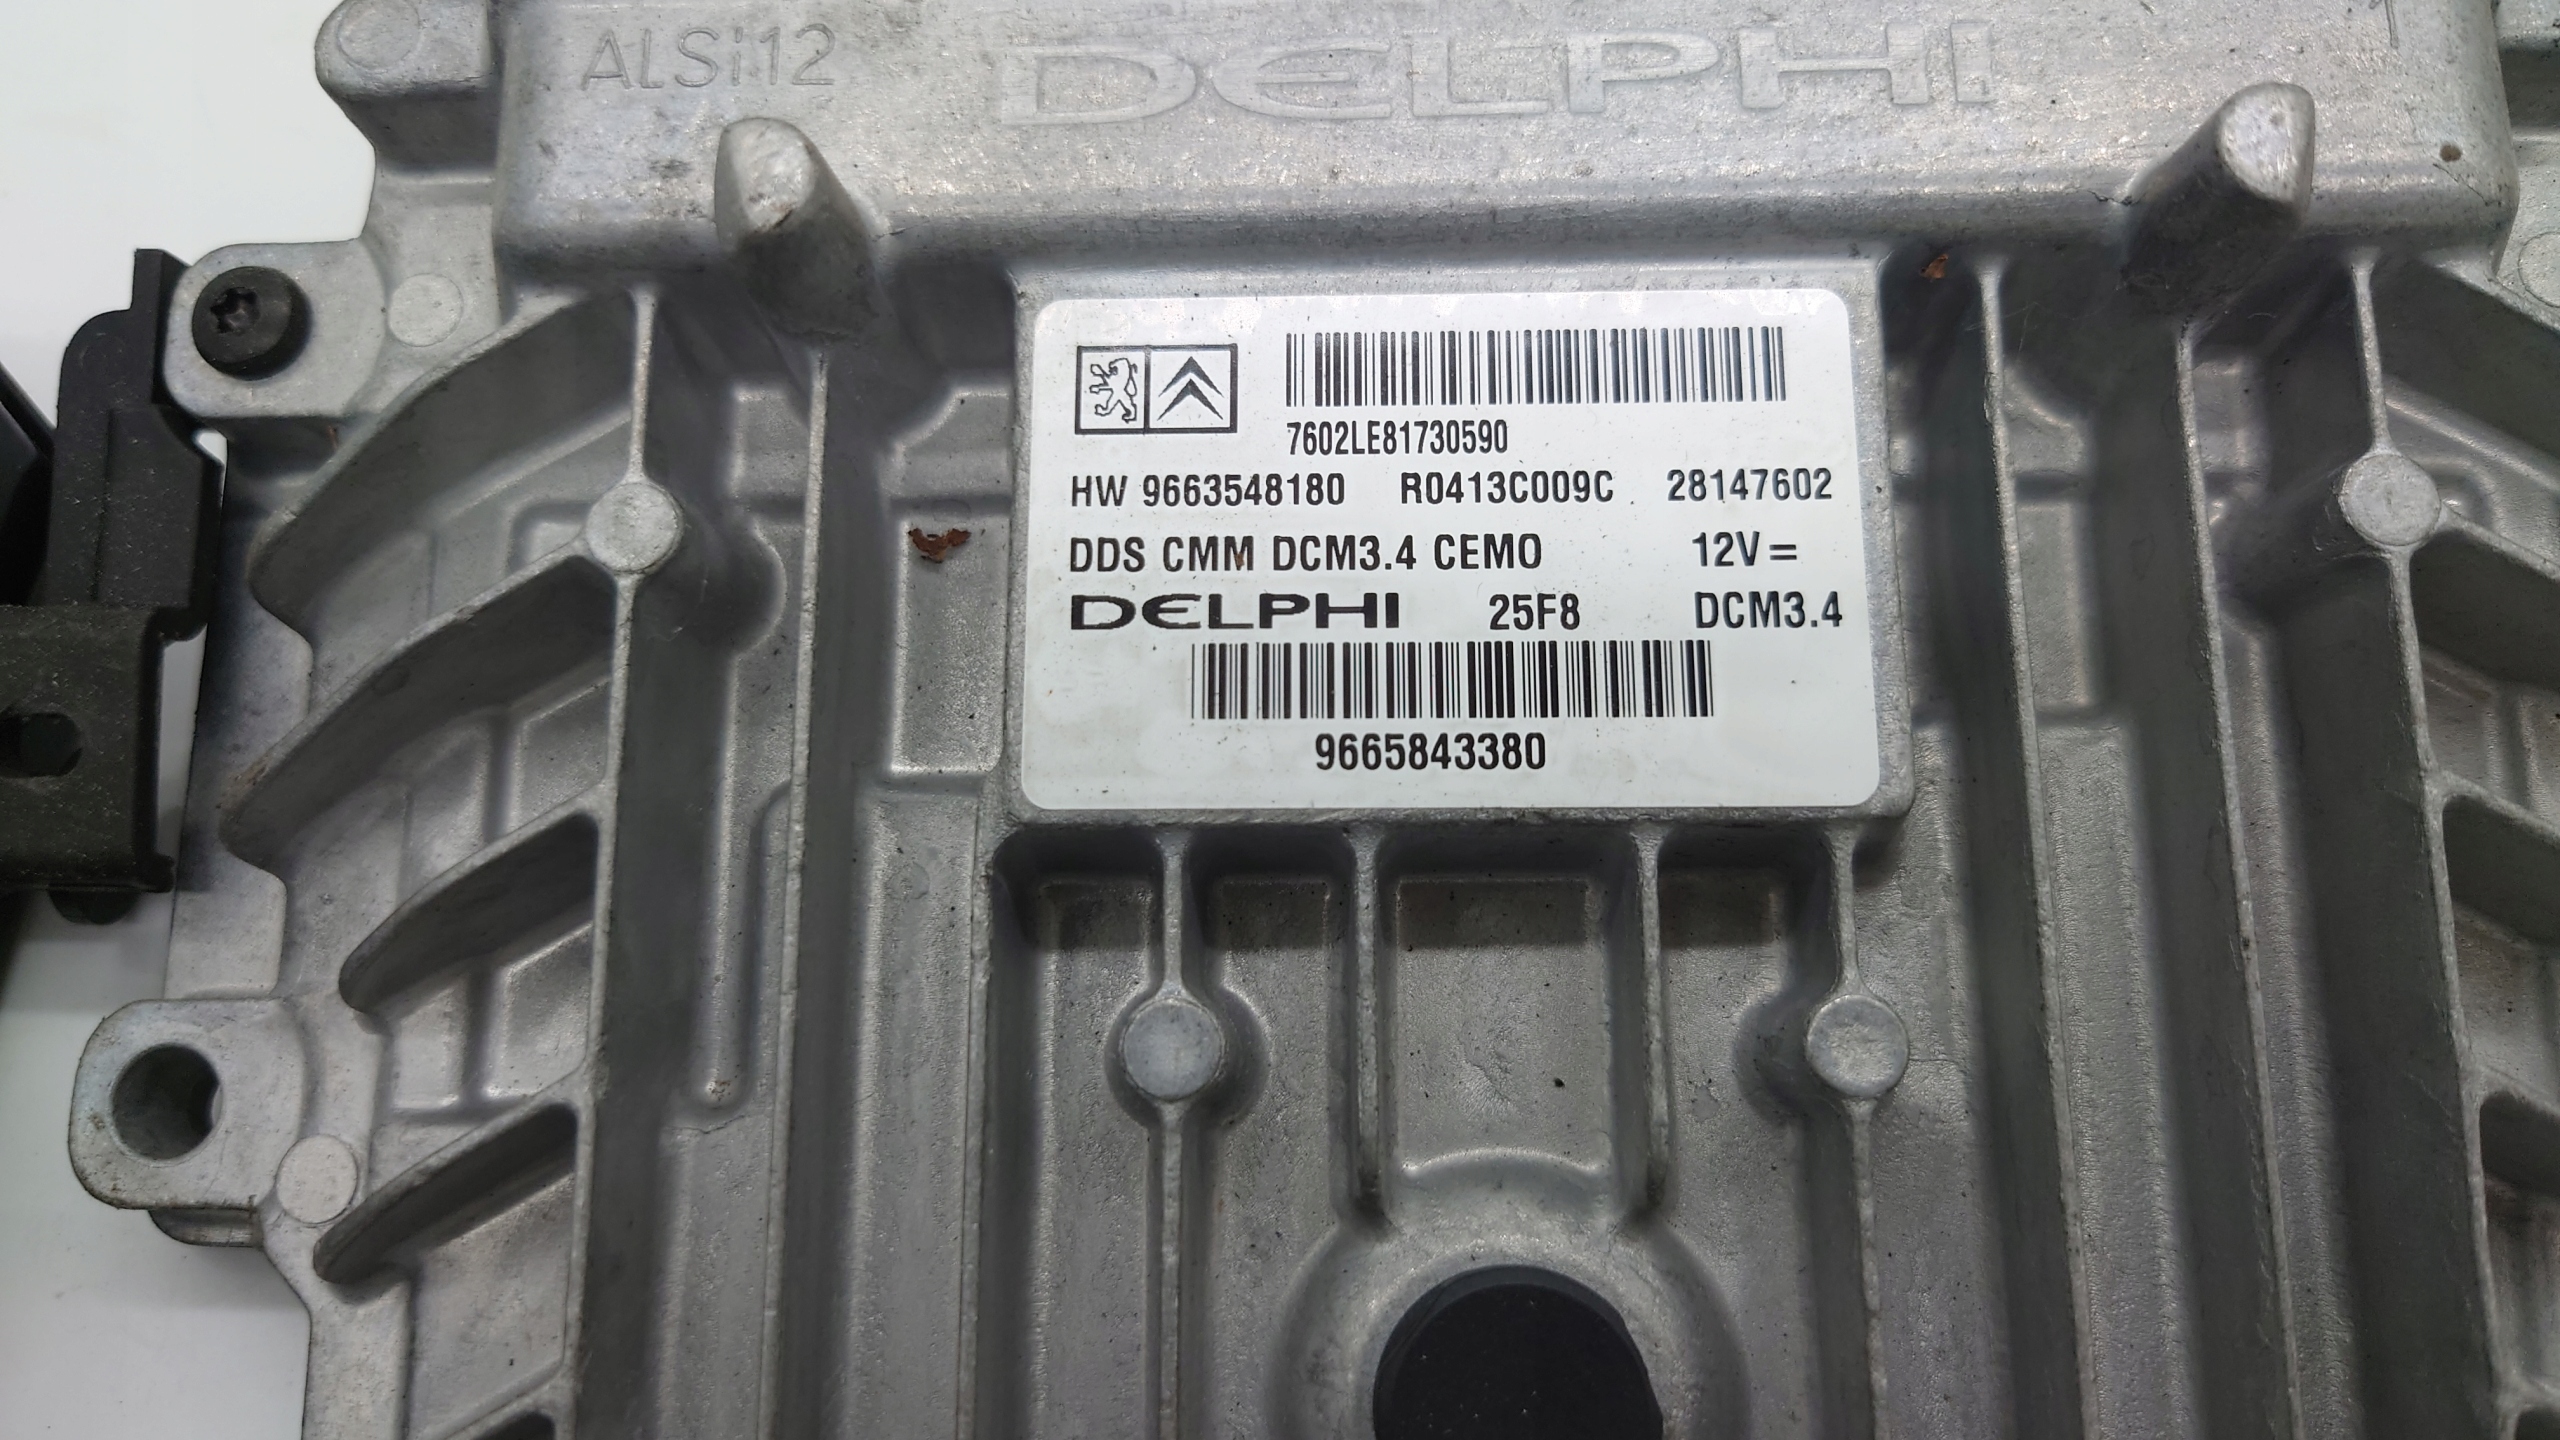 ALSi12 DELPHI
7602LE81730590
HW 9663548180 R0413C009C 28147602
DDS CMM DCM3.4 CEMO 12V=
DELPHI 25F8 DCM3.4
9665843380